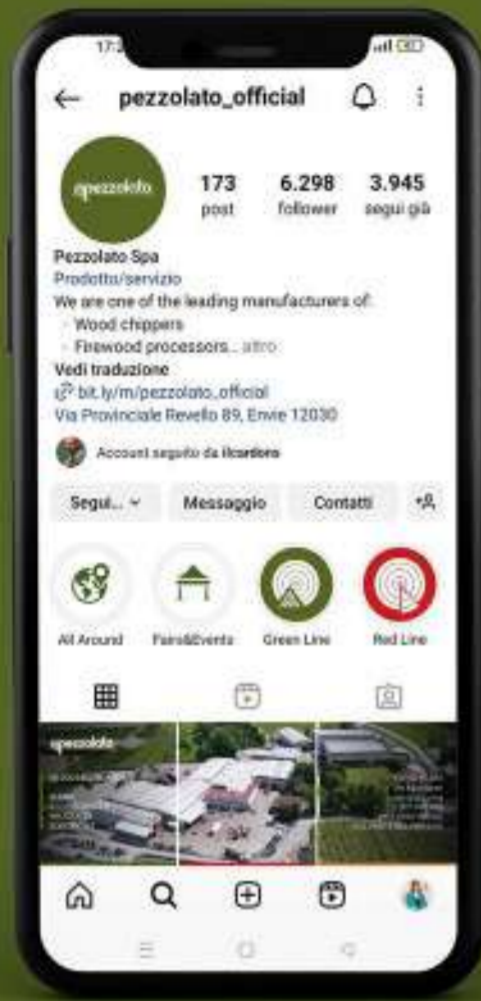 17:2
pezzolato_official
pezzolato
173 6.298 3.945
post follower segui già
Pezzolato Spa
Prodotto/servizio
We are one of the leading manufacturers of:
- Wood chippers
- Firewood processors... altro
Vedi traduzione
bit.ly/m/pezzolato_official
Via Provinciale Revello 89, Envie 12030
Account seguito da
Segui... Messaggio Contatti
All Around Fairs&Events Green Line Red Line
pezzolato